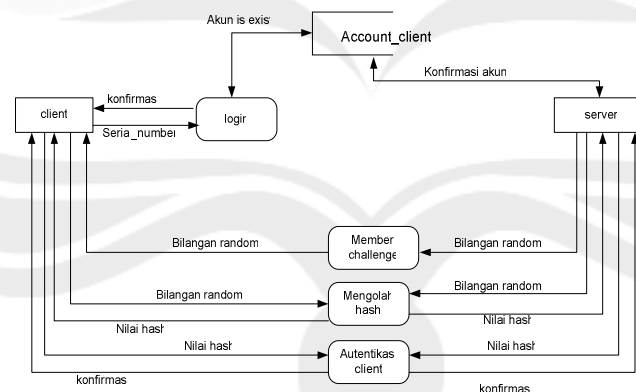 Akun is exis
Account_client
Konfirmasi akun
client
konfirmas
Seria_number
logir
server
Bilangan random
Member
challenge
Bilangan random
Bilangan random
Mengolah
hash
Bilangan random
Nilai hash
Nilai hash
Nilai hash
Autentikas
client
Nilai hash
konfirmas
konfirmas